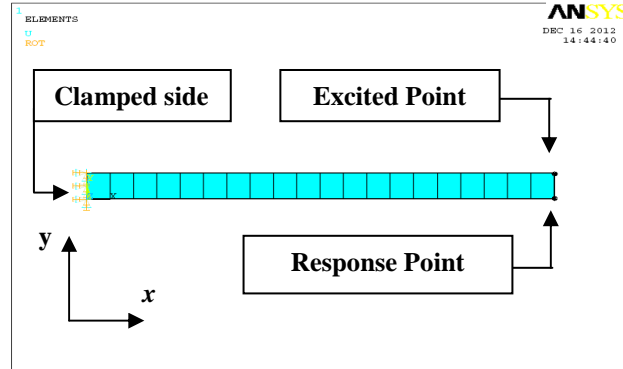 1
ELEMENTS
U
ROT
ANSYS
DEC 16 2012
14:44:40
Clamped side
Excited Point
X
y
Response Point
x